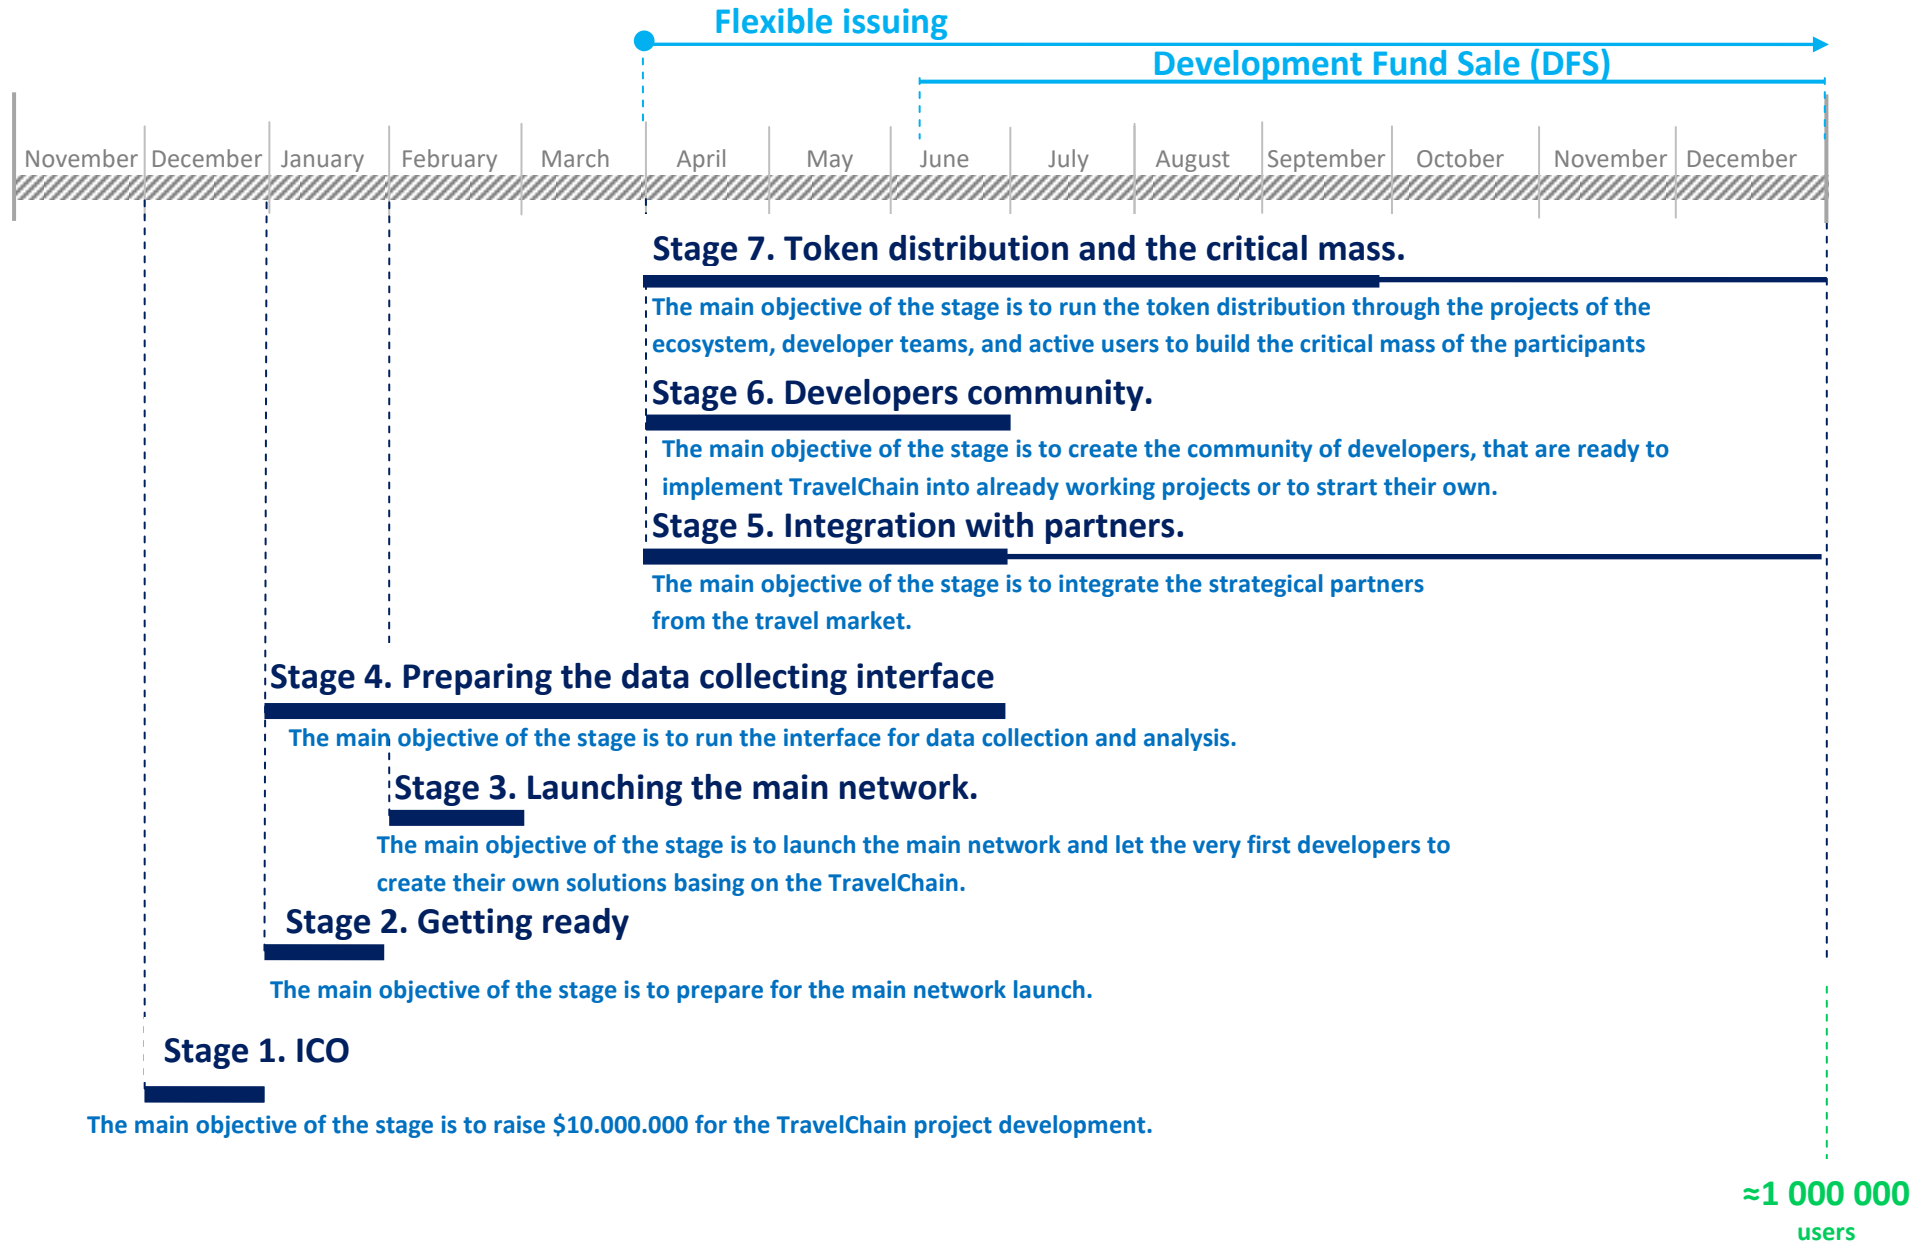 Flexible issuing
Development Fund Sale (DFS)
November December January February March April May June July August September October November December
Stage 7. Token distribution and the critical mass.
The main objective of the stage is to run the token distribution through the projects of the
ecosystem, developer teams, and active users to build the critical mass of the participants
Stage 6. Developers community.
The main objective of the stage is to create the community of developers, that are ready to
implement TravelChain into already working projects or to strart their own.
Stage 5. Integration with partners.
The main objective of the stage is to integrate the strategical partners
from the travel market.
Stage 4. Preparing the data collecting interface
The main objective of the stage is to run the interface for data collection and analysis.
Stage 3. Launching the main network.
The main objective of the stage is to launch the main network and let the very first developers to
create their own solutions basing on the TravelChain.
Stage 2. Getting ready
The main objective of the stage is to prepare for the main network launch.
Stage 1. ICO
The main objective of the stage is to raise $10.000.000 for the TravelChain project development.
≈1 000 000
users